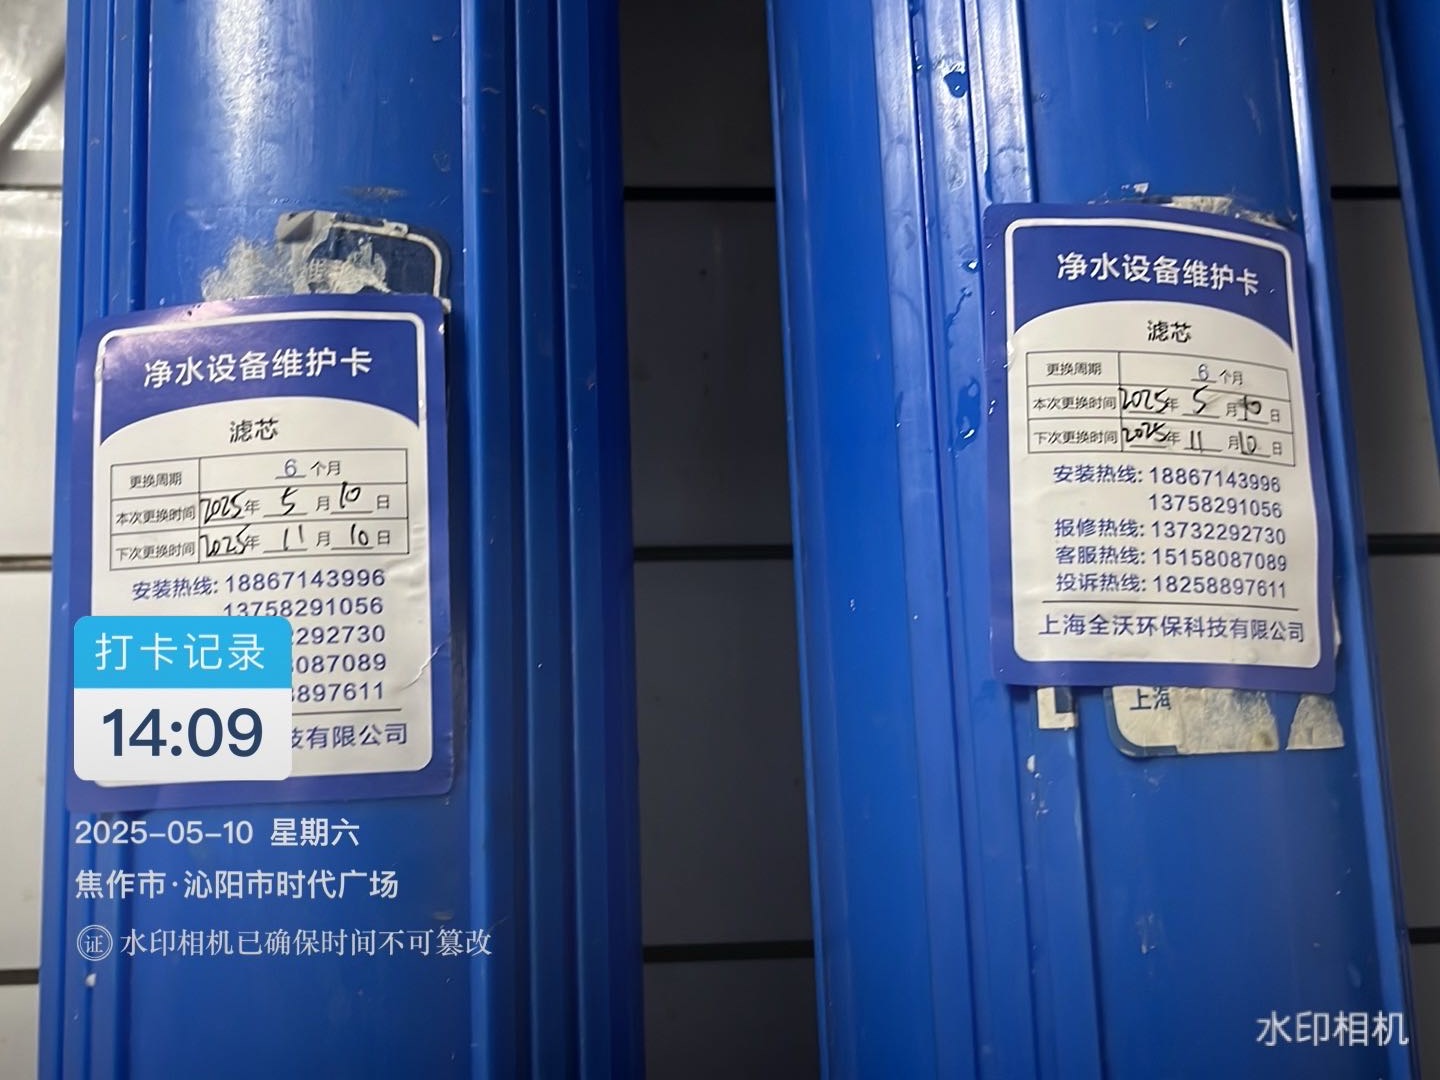 净水设备维护卡
滤芯
更换周期 6 个月
本次更换时间 2025年 5 月 10 日
下次更换时间 2025年 11 月 10 日
安装热线: 18867143996
13758291056
2292730
087089
8897611
技有限公司
净水设备维护卡
滤芯
更换周期 6 个月
本次更换时间 2025年 5 月 10 日
下次更换时间 2025年 11 月 10 日
安装热线: 18867143996
13758291056
报修热线: 13732292730
客服热线: 15158087089
投诉热线: 18258897611
上海全沃环保科技有限公司
上海
打卡记录
14:09
2025-05-10 星期六
焦作市·沁阳市时代广场
证 水印相机已确保时间不可篡改
水印相机